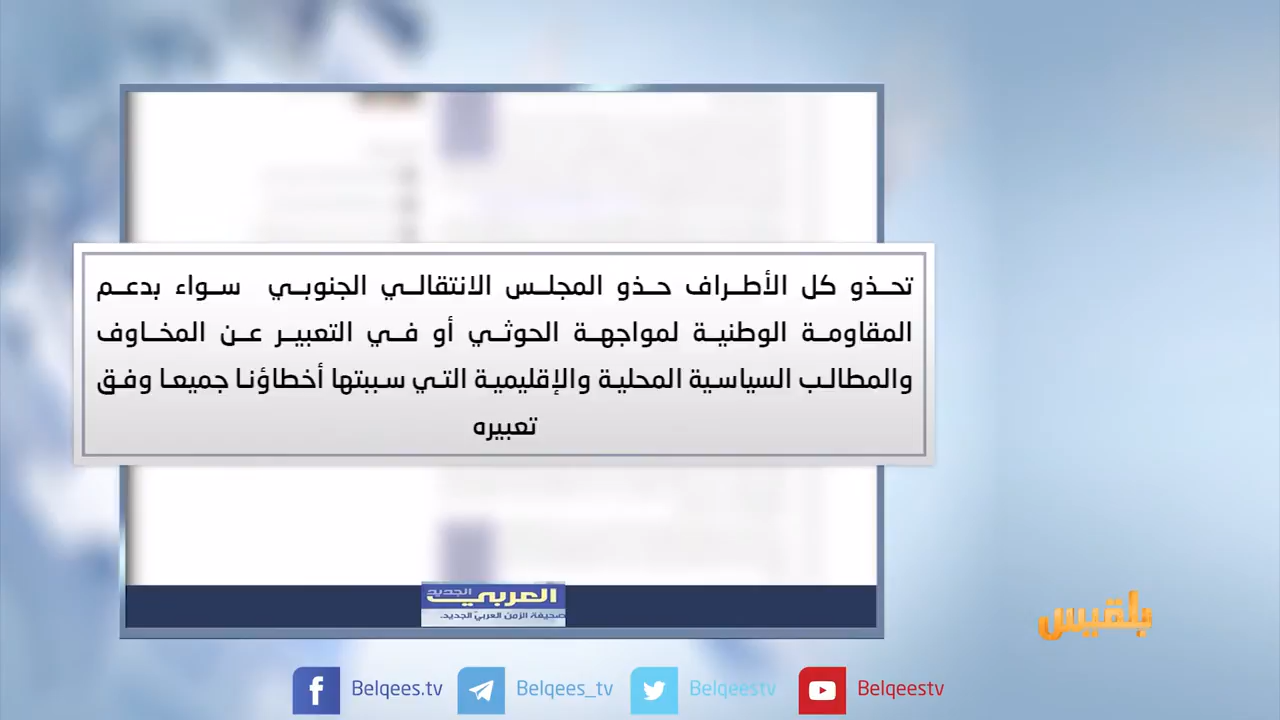 تحذو كل الأطراف حذو المجلس الانتقالي الجنوبي سواء بدعم
المقاومة الوطنية لمواجهة الحوثي أو في التعبير عن المخاوف
والمطالب السياسية المحلية والإقليمية التي سببتها أخطاؤنا جميعا وفق
تعبيره
العربي الجديد
صحيفة الزمن العربيّ الجديد.
بلقيس
Belqees.tv Belqees_tv Belqeestv Belqeestv